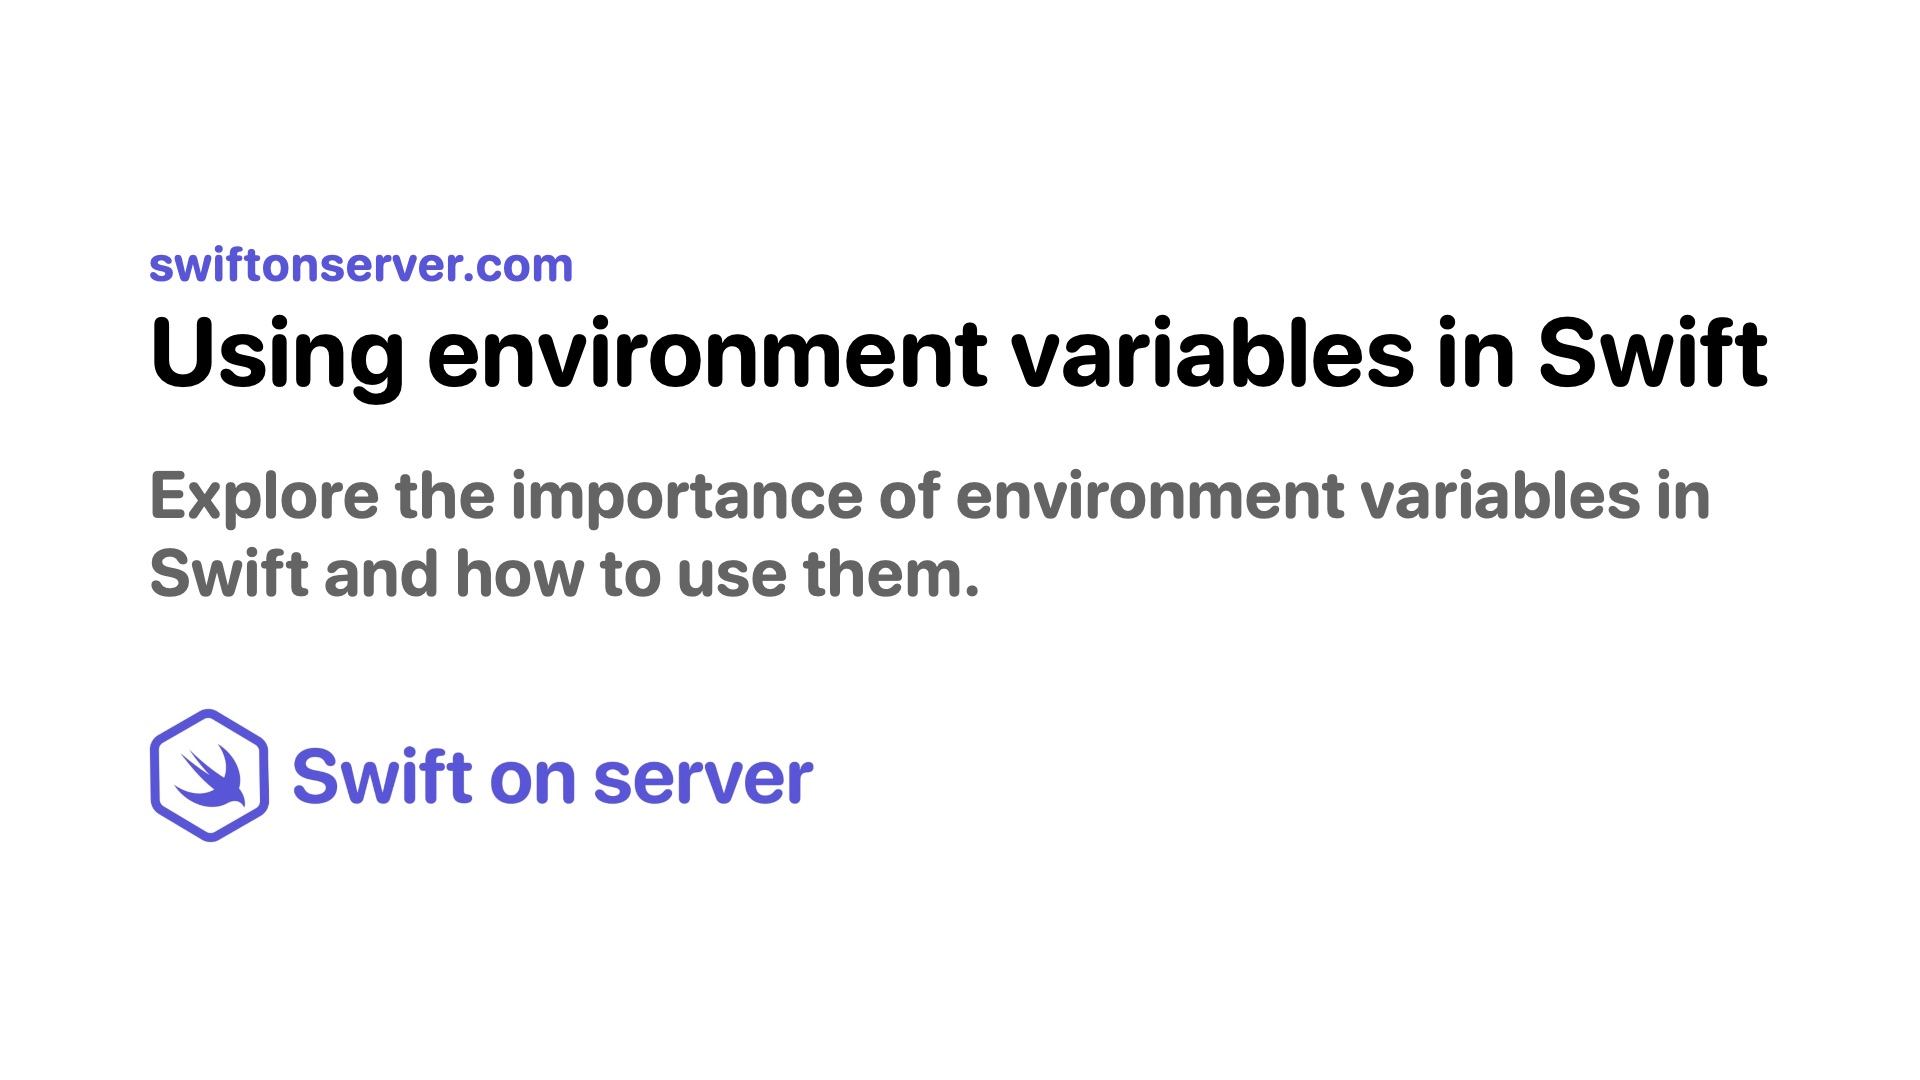 swiftonserver.com
Using environment variables in Swift
Explore the importance of environment variables in
Swift and how to use them.
Swift on server